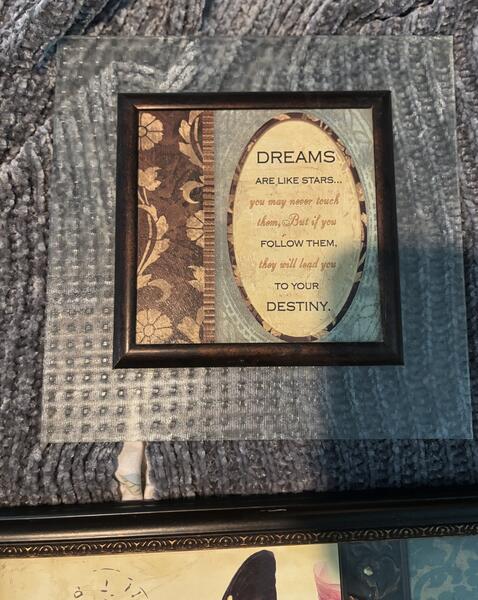 DREAMS
ARE LIKE STARS...
you may never touch
them, But if you
FOLLOW THEM,
they will lead you
TO YOUR
DESTINY.